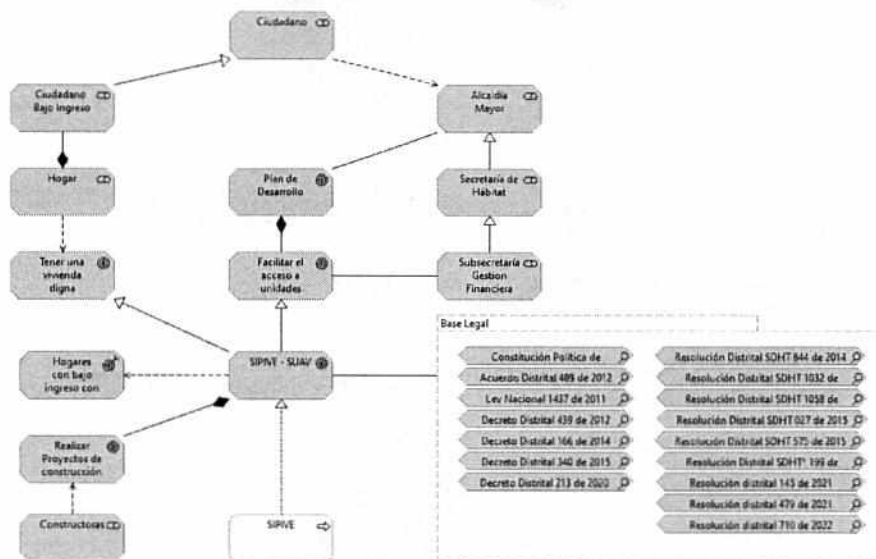 Ciudadano
Ciudadano
Bajo Ingreso
Alcaldía
Mayor
Hogar
Plan de
Desarrollo
Secretaría de
Hábitat
Tener una
vivienda
digna
Facilitar el
acceso a
unidades
Subsecretaría
Gestion
Financiera
Base Legal
Hogares
con bajo
ingreso con
SIPIVE - SUAV
Constitución Política de
Acuerdo Distrital 489 de 2012
Ley Nacional 1437 de 2011
Decreto Distrital 439 de 2012
Decreto Distrital 166 de 2014
Decreto Distrital 340 de 2015
Decreto Distrital 213 de 2020
Resolución Distrital SDHT 844 de 2014
Resolución Distrital SDHT 1032 de
Resolución Distrital SDHT 1058 de
Resolución Distrital SDHT 027 de 2015
Resolución Distrital SDHT 575 de 2015
Resolución Distrital SDHT° 199 de
Resolución distrital 145 de 2021
Resolución distrital 479 de 2021
Resolución distrital 710 de 2022
Realizar
Proyectos de
construcción
Constructoras
SIPIVE